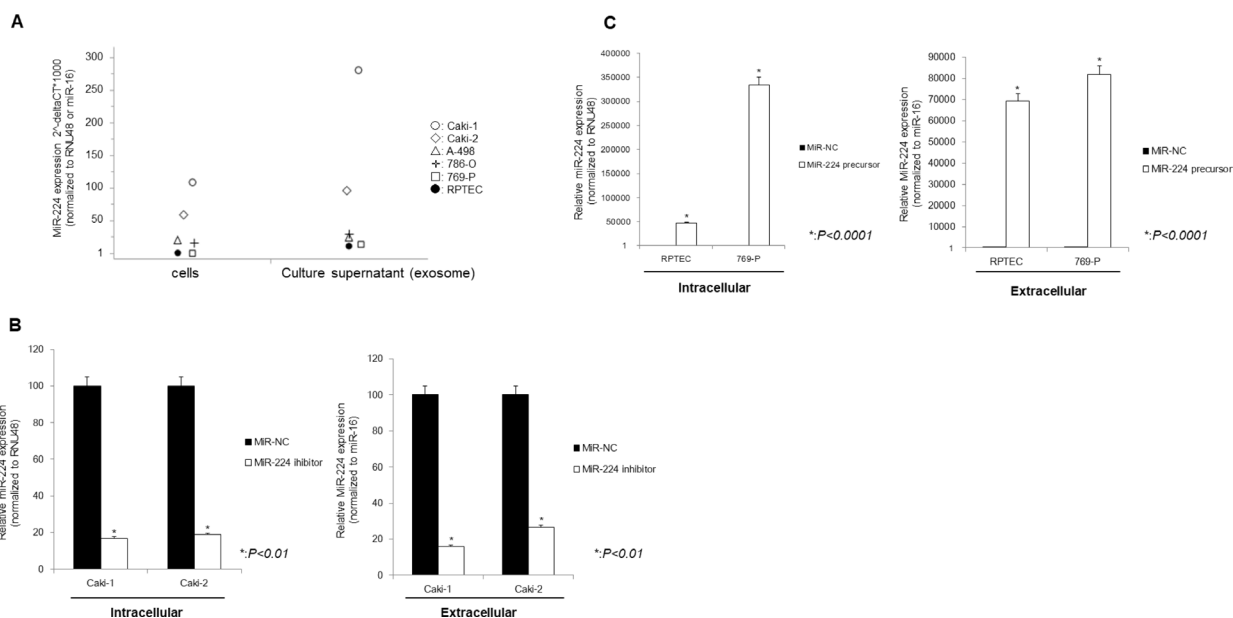 A
MiR-224 expression 2^-deltaCT*1000
(normalized to RNU48 or miR-16)
300
250
200
150
100
50
1
cells
Culture supernatant (exosome)
: Caki-1
: Caki-2
: A-498
: 786-O
: 769-P
: RPTEC
C
Relative miR-224 expression
(normalized to RNU48)
400000
350000
300000
250000
200000
150000
100000
50000
1
*
*
RPTEC
769-P
Intracellular
MiR-NC
MiR-224 precursor
*:P<0.0001
Relative MiR-224 expression
(normalized to miR-16)
90000
80000
70000
60000
50000
40000
30000
20000
10000
1
*
*
RPTEC
769-P
Extracellular
MiR-NC
MiR-224 precursor
*:P<0.0001
B
Relative miR-224 expression
(normalized to RNU48)
120
100
80
60
40
20
0
*
*
Caki-1
Caki-2
Intracellular
MiR-NC
MiR-224 ihibitor
*:P<0.01
Relative MiR-224 expression
(normalized to miR-16)
120
100
80
60
40
20
0
*
*
Caki-1
Caki-2
Extracellular
MiR-NC
MiR-224 inhibitor
*:P<0.01